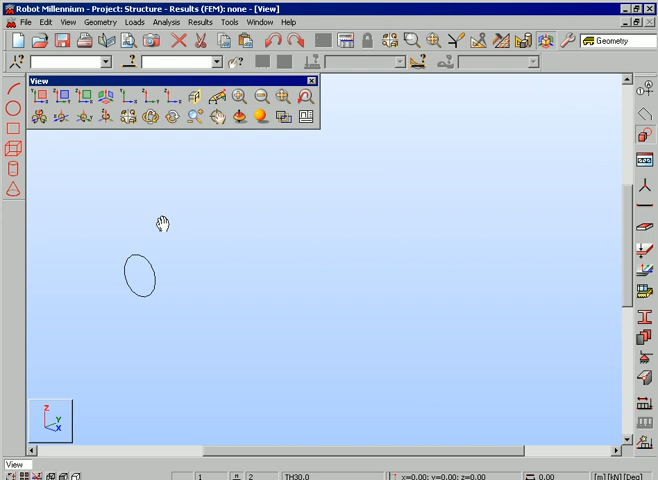 Robot Millennium - Project: Structure - Results (FEM): none - [View]
File Edit View Geometry Loads Analysis Results Tools Window Help
Geometry
View
Z
Y
X
View
1 2 TH30.0 x=0.00; y=0.00; z=0.00 0.00 [m] [kN] [Deg]